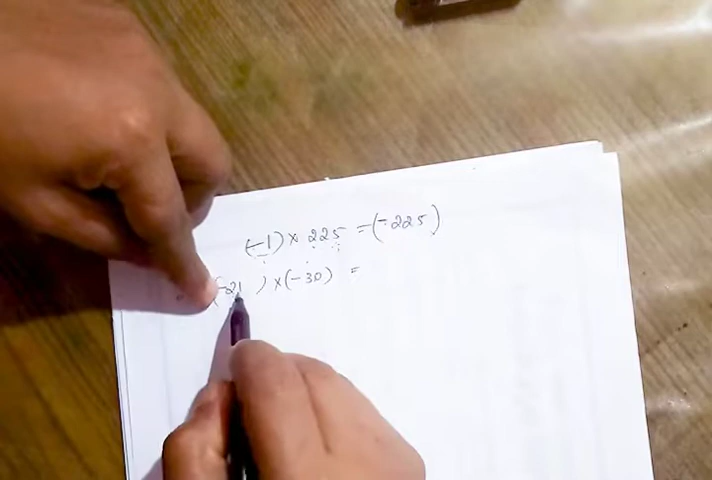 (-1) × 225 = (-225)
(-21 ) × (-30) =